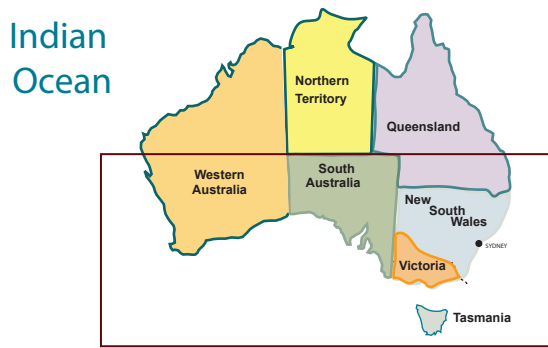 Indian
Ocean
Northern
Territory
Queensland
Western
Australia
South
Australia
New
South
Wales
SYDNEY
Victoria
Tasmania